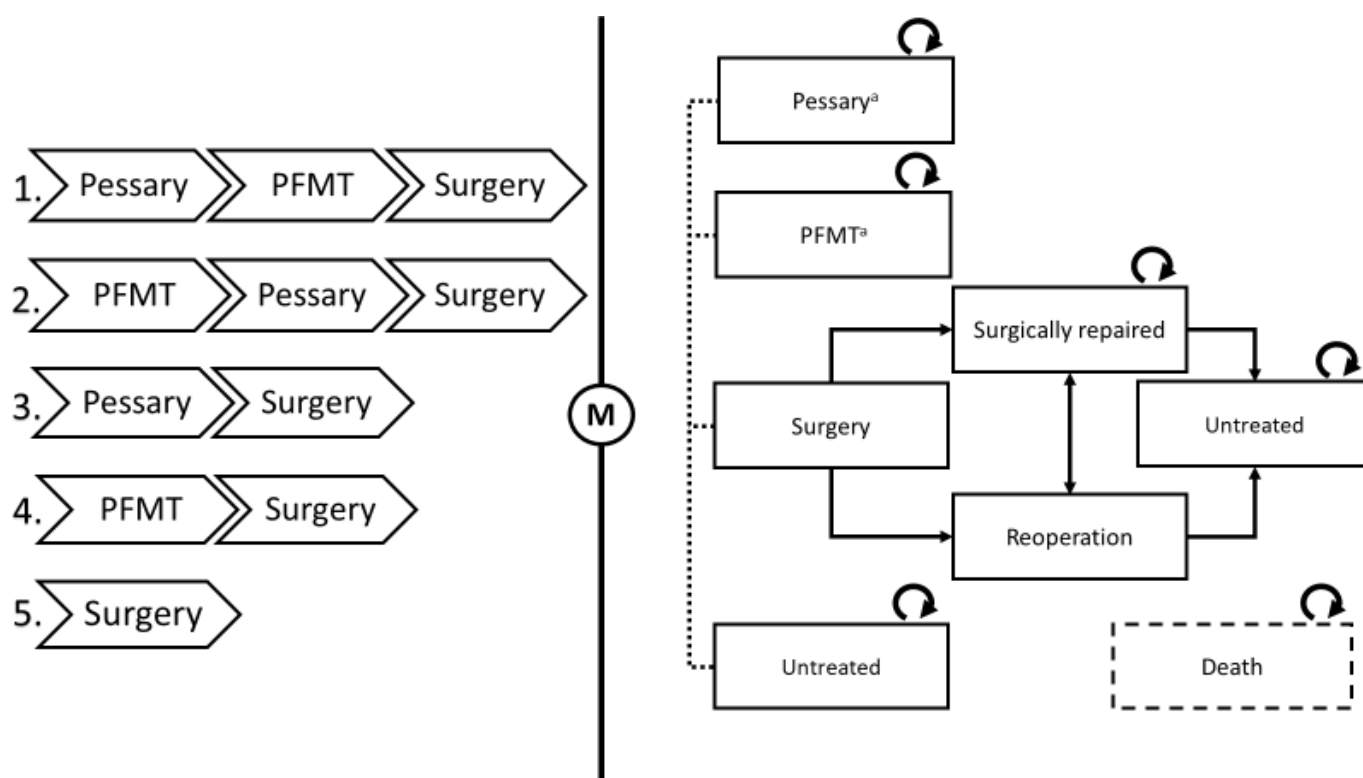 1. Pessary PFMT Surgery
2. PFMT Pessary Surgery
3. Pessary Surgery
4. PFMT Surgery
5. Surgery
M
Pessaryᵃ
PFMTᵃ
Surgically repaired
Surgery
Untreated
Reoperation
Untreated
Death